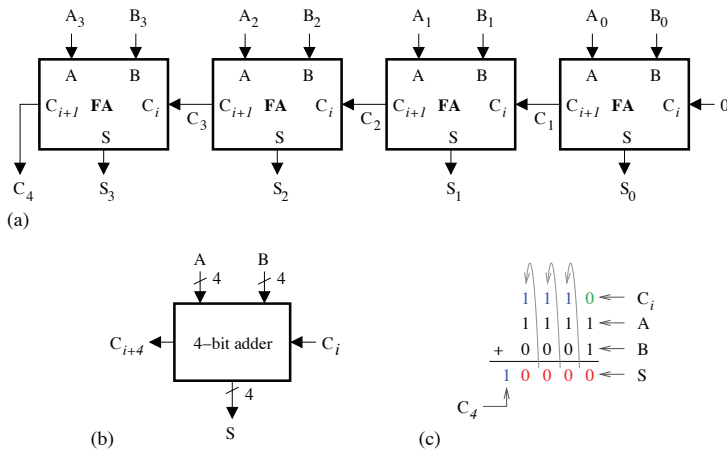 A3 B3 A2 B2 A1 B1 A0 B0
A B A B A B A B
Ci+1 FA Ci Ci+1 FA Ci Ci+1 FA Ci Ci+1 FA Ci 0
C3 C2 C1
S S S S
C4 S3 S2 S1 S0
(a)
A B
4 4
Ci+4 4-bit adder Ci
4
S
(b)
1 1 1 0 Ci
1 1 1 1 A
+ 0 0 0 1 B
1 0 0 0 0 S
C4
(c)